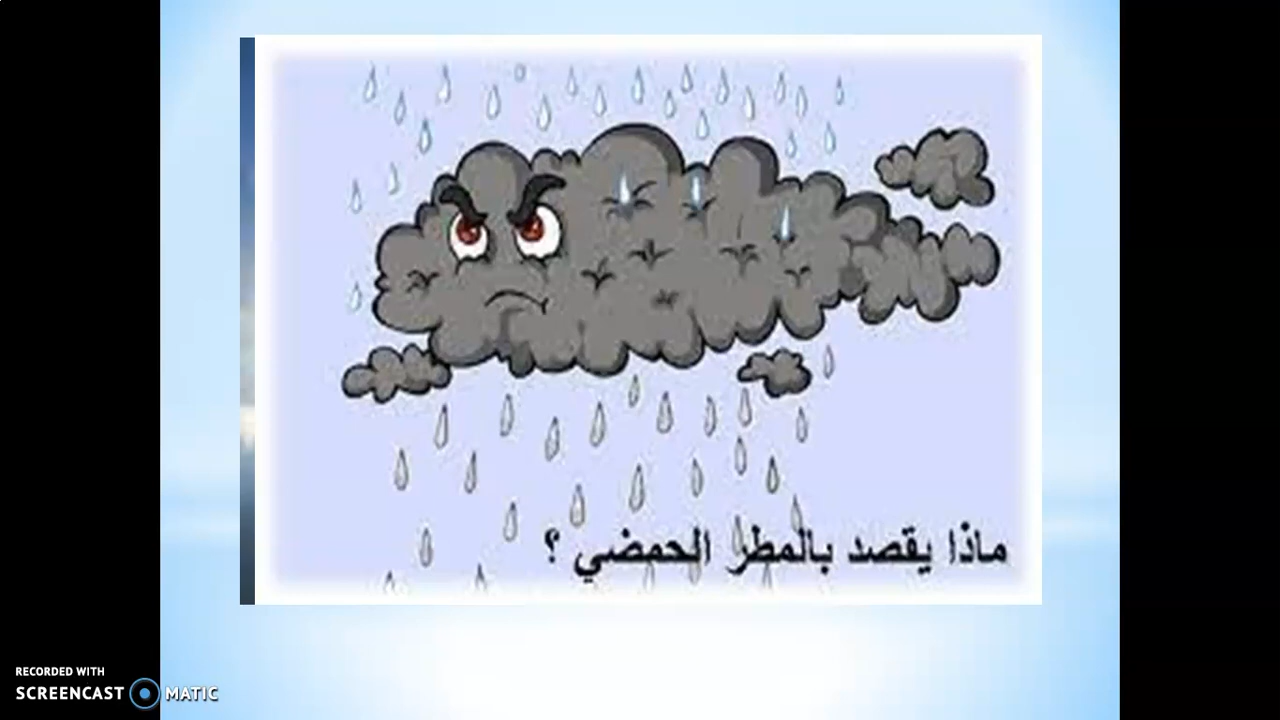 ماذا يقصد بالمطر الحمضي ؟
RECORDED WITH
SCREENCAST MATIC